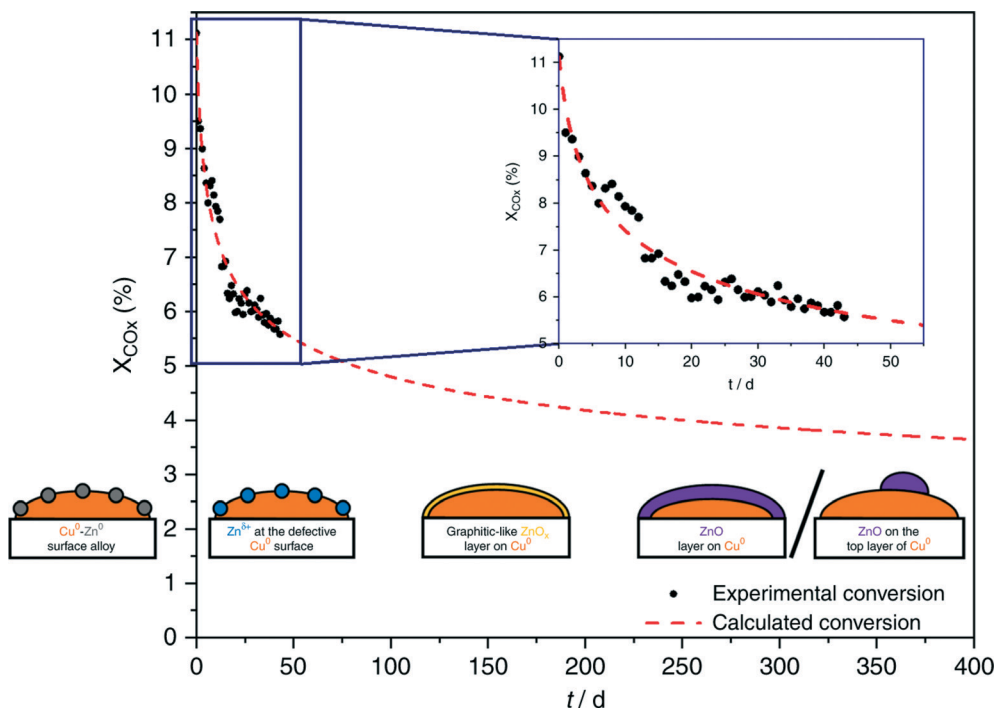 11
10
9
8
7
6
5
4
3
2
1
0
X_COx (%)
0
50
100
150
200
250
300
350
400
t / d
11
10
9
8
7
6
5
X_COx (%)
0
10
20
30
40
50
t / d
Cu⁰-Zn⁰
surface alloy
Zn^δ+ at the defective
Cu⁰ surface
Graphitic-like ZnOₓ
layer on Cu⁰
ZnO
layer on Cu⁰
ZnO on the
top layer of Cu⁰
Experimental conversion
Calculated conversion